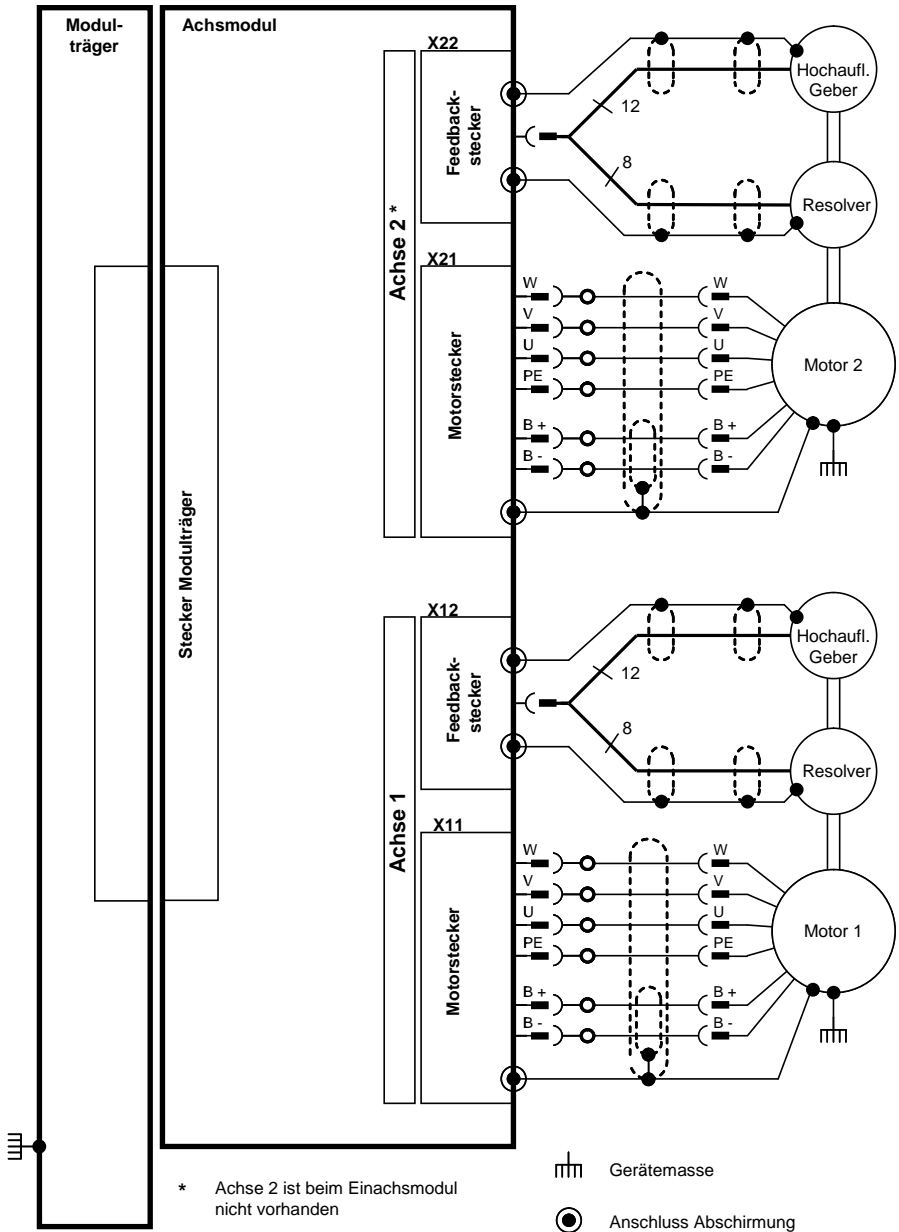 Modul-
träger
Achsmodul
X22
Feedback-
stecker
12
8
Hochaufl.
Geber
Resolver
Achse 2 *
X21
Motorstecker
W
W
V
V
U
U
PE
PE
B +
B +
B -
B -
Motor 2
Stecker Modulträger
X12
Feedback-
stecker
12
8
Hochaufl.
Geber
Resolver
Achse 1
X11
Motorstecker
W
W
V
V
U
U
PE
PE
B +
B +
B -
B -
Motor 1
* Achse 2 ist beim Einachsmodul
nicht vorhanden
Gerätemasse
Anschluss Abschirmung